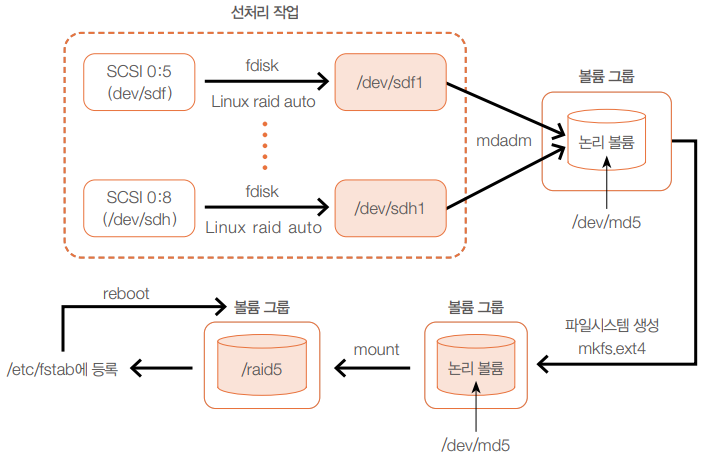 선처리 작업
SCSI 0:5
(dev/sdf)
fdisk
Linux raid auto
/dev/sdf1
SCSI 0:8
(/dev/sdh)
fdisk
Linux raid auto
/dev/sdh1
mdadm
볼륨 그룹
논리 볼륨
/dev/md5
파일시스템 생성
mkfs.ext4
볼륨 그룹
논리 볼륨
/dev/md5
mount
볼륨 그룹
/raid5
/etc/fstab에 등록
reboot